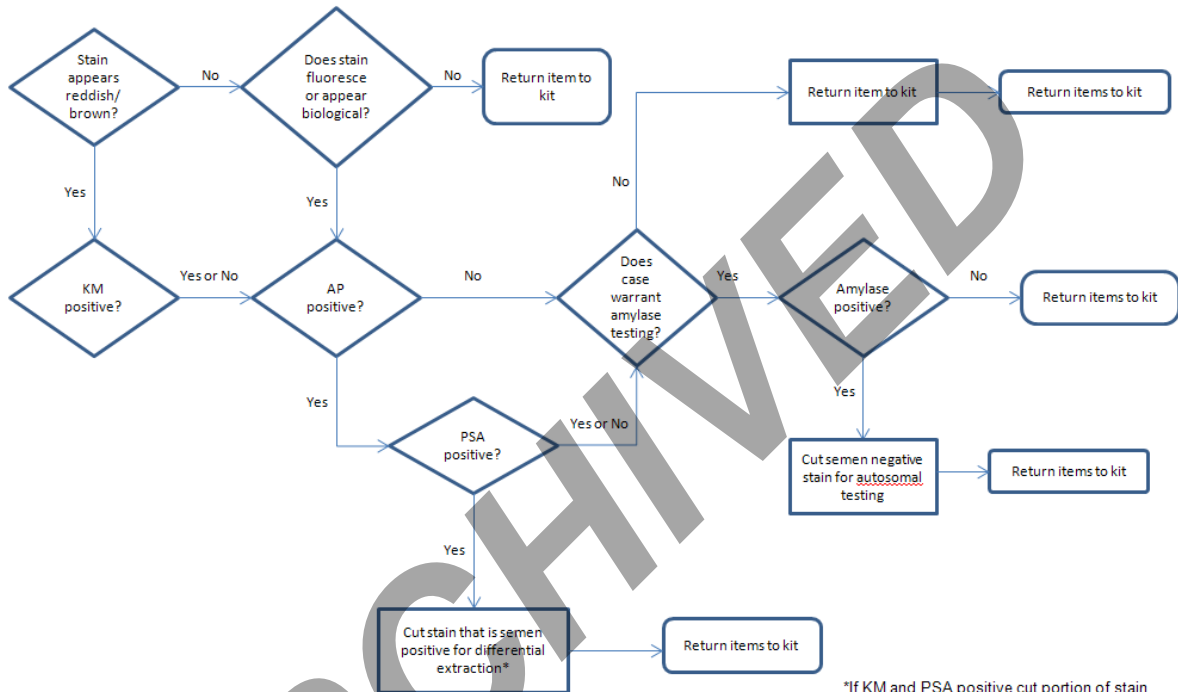 Stain
appears
reddish/
brown?
No
Does stain
fluoresce
or appear
biological?
No
Return item to
kit
Return item to kit
Return items to kit
Yes
Yes
No
KM
positive?
Yes or No
AP
positive?
No
Does
case
warrant
amylase
testing?
Yes
Amylase
positive?
No
Return items to kit
Yes
PSA
positive?
Yes or No
Yes
Cut semen negative
stain for autosomal
testing
Return items to kit
Yes
Cut stain that is semen
positive for differential
extraction*
Return items to kit
*If KM and PSA positive cut portion of stain
CHIVED